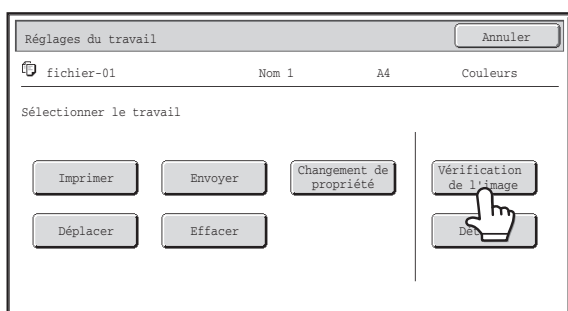 Réglages du travail
Annuler
fichier-01 Nom 1 A4 Couleurs
Sélectionner le travail
Imprimer
Envoyer
Changement de
propriété
Vérification
de l'image
Déplacer
Effacer